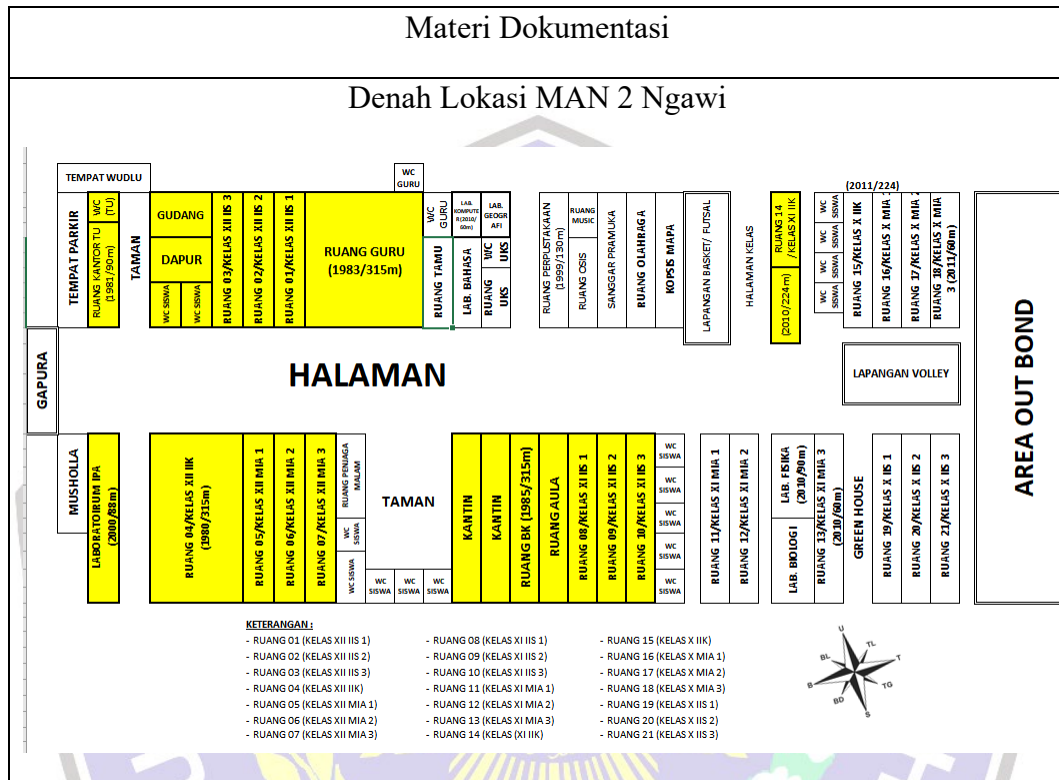 Materi Dokumentasi
Denah Lokasi MAN 2 Ngawi
TEMPAT WUDLU
WC
GURU
TEMPAT PARKIR
RUANG KANTOR TU
(1981/90m)
WC
(TU)
TAMAN
GUDANG
DAPUR
WC SISWA
WC SISWA
RUANG 03/KELAS XII IIS 3
RUANG 02/KELAS XII IIS 2
RUANG 01/KELAS XII IIS 1
RUANG GURU
(1983/315m)
WC
GURU
RUANG TAMU
LAB.
KOMPUTE
R (2010/
60m)
LAB. BAHASA
LAB.
GEOGR
AFI
RUANG WC
UKS
UKS
RUANG PERPUSTAKAAN
(1999/130m)
RUANG
MUSIC
RUANG OSIS
SANGGAR PRAMUKA
RUANG OLAHRAGA
KOPSIS MAPA
LAPANGAN BASKET/ FUTSAL
HALAMAN KELAS
RUANG 14
/KELAS XI IIK
(2010/224m)
(2011/224)
WC
SISWA
WC
SISWA
WC
SISWA
WC
SISWA
RUANG 15/KELAS X IIK
RUANG 16/KELAS X MIA
RUANG 17/KELAS X MIA 2
RUANG 18/KELAS X MIA
3 (2011/60m)
AREA OUT BOND
GAPURA
HALAMAN
LAPANGAN VOLLEY
MUSHOLLA
LABORATOIRUM IPA
(2000/88m)
RUANG 04/KELAS XII IIK
(1980/315m)
RUANG 05/KELAS XII MIA 1
RUANG 06/KELAS XII MIA 2
RUANG 07/KELAS XII MIA 3
RUANG PENJAGA
MALAM
WC
SISWA
WC SISWA
TAMAN
WC
SISWA
WC
SISWA
WC
SISWA
KANTIN
KANTIN
RUANG BK (1985/315m)
RUANG AULA
RUANG 08/KELAS XI IIS 1
RUANG 09/KELAS XI IIS 2
RUANG 10/KELAS XI IIS 3
WC
SISWA
WC
SISWA
WC
SISWA
WC
SISWA
WC
SISWA
RUANG 11/KELAS XI MIA 1
RUANG 12/KELAS XI MIA 2
LAB. FISIKA
(2010/90m)
LAB. BIOLOGI
RUANG 13/KELAS XI MIA 3
(2010/60m)
GREEN HOUSE
RUANG 19/KELAS X IIS 1
RUANG 20/KELAS X IIS 2
RUANG 21/KELAS X IIS 3
KETERANGAN :
- RUANG 01 (KELAS XII IIS 1)
- RUANG 02 (KELAS XII IIS 2)
- RUANG 03 (KELAS XII IIS 3)
- RUANG 04 (KELAS XII IIK)
- RUANG 05 (KELAS XII MIA 1)
- RUANG 06 (KELAS XII MIA 2)
- RUANG 07 (KELAS XII MIA 3)
- RUANG 08 (KELAS XI IIS 1)
- RUANG 09 (KELAS XI IIS 2)
- RUANG 10 (KELAS XI IIS 3)
- RUANG 11 (KELAS XI MIA 1)
- RUANG 12 (KELAS XI MIA 2)
- RUANG 13 (KELAS XI MIA 3)
- RUANG 14 (KELAS (XI IIK)
- RUANG 15 (KELAS X IIK)
- RUANG 16 (KELAS X MIA 1)
- RUANG 17 (KELAS X MIA 2)
- RUANG 18 (KELAS X MIA 3)
- RUANG 19 (KELAS X IIS 1)
- RUANG 20 (KELAS X IIS 2)
- RUANG 21 (KELAS X IIS 3)
U
TL
T
TG
S
BD
B
BL